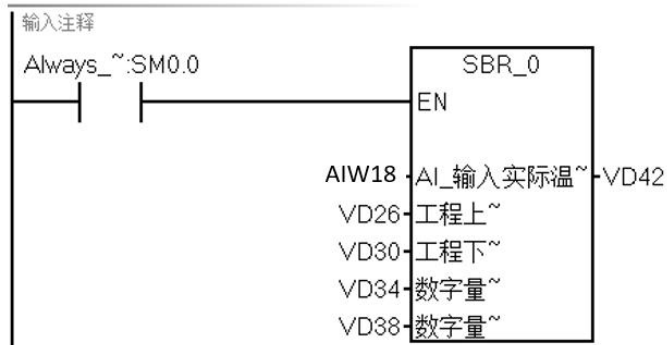 输入注释
Always_~:SM0.0
SBR_0
EN
AIW18 AI_输入实际温~ VD42
VD26 工程上~
VD30 工程下~
VD34 数字量~
VD38 数字量~